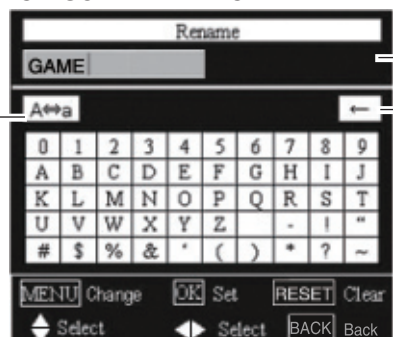 Rename
GAME
A⇔a ←
0 1 2 3 4 5 6 7 8 9
A B C D E F G H I J
K L M N O P Q R S T
U V W X Y Z - ! "
# $ % & ' ( ) * ? ~
MENU Change OK Set RESET Clear
Select Select BACK Back